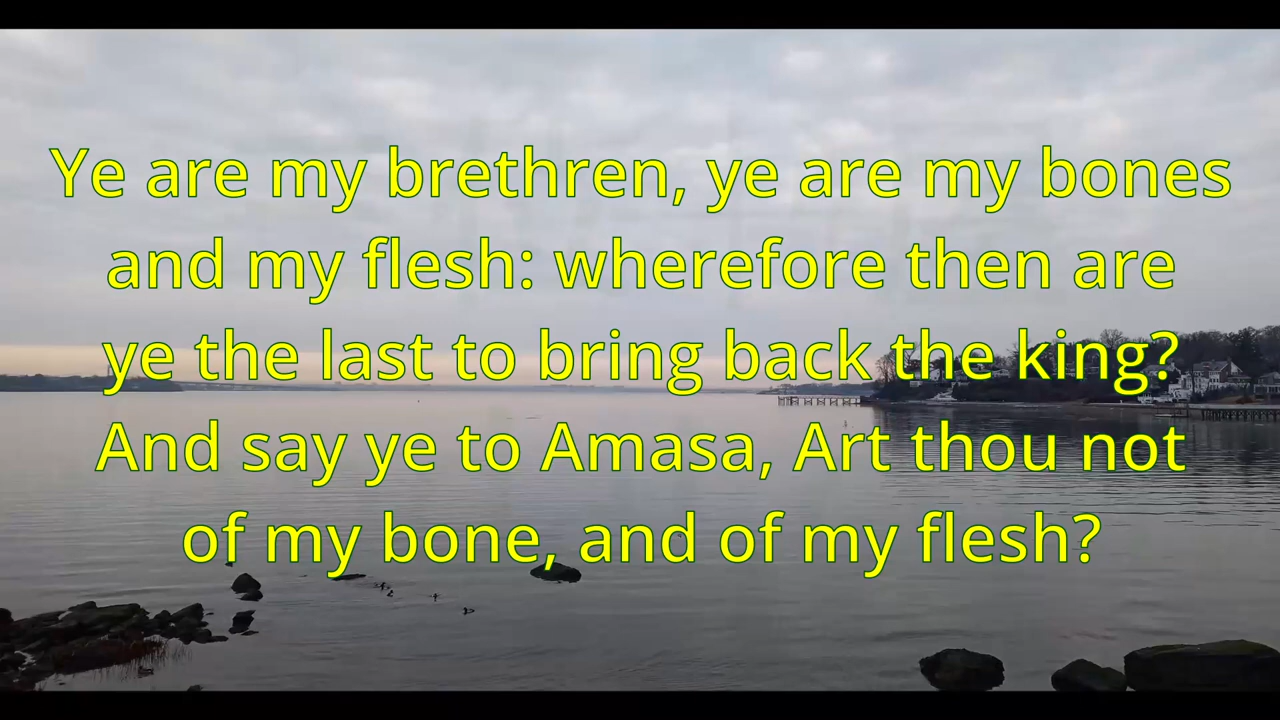 Ye are my brethren, ye are my bones
and my flesh: wherefore then are
ye the last to bring back the king?
And say ye to Amasa, Art thou not
of my bone, and of my flesh?